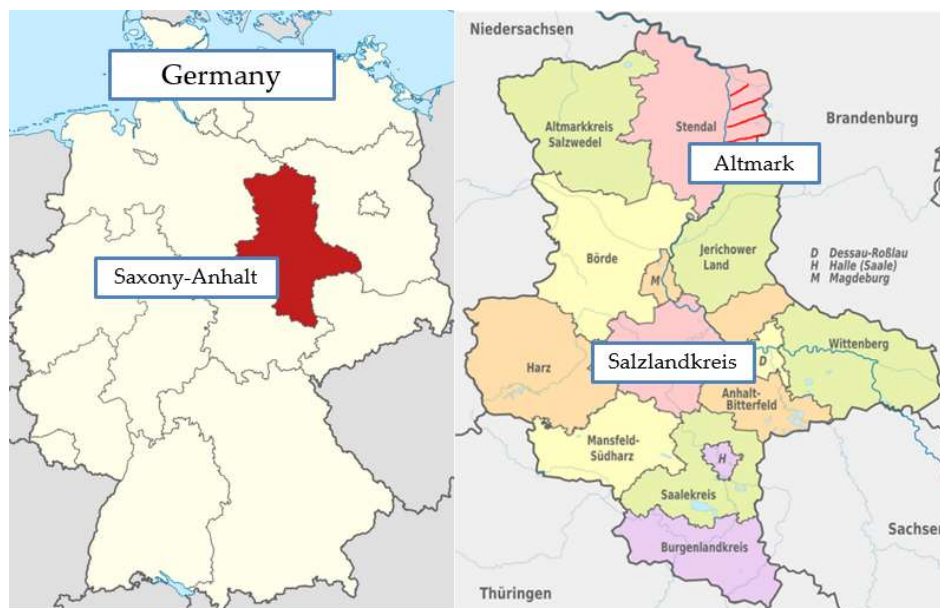 Germany
Saxony-Anhalt
Niedersachsen
Altmarkkreis
Salzwedel
Stendal
Brandenburg
Altmark
Börde
Jerichower
Land
M
D Dessau-Roßlau
H Halle (Saale)
M Magdeburg
Harz
Salzlandkreis
D
Wittenberg
Anhalt-
Bitterfeld
Mansfeld-
Südharz
H
Saalekreis
Burgenlandkreis
Sachsen
Thüringen